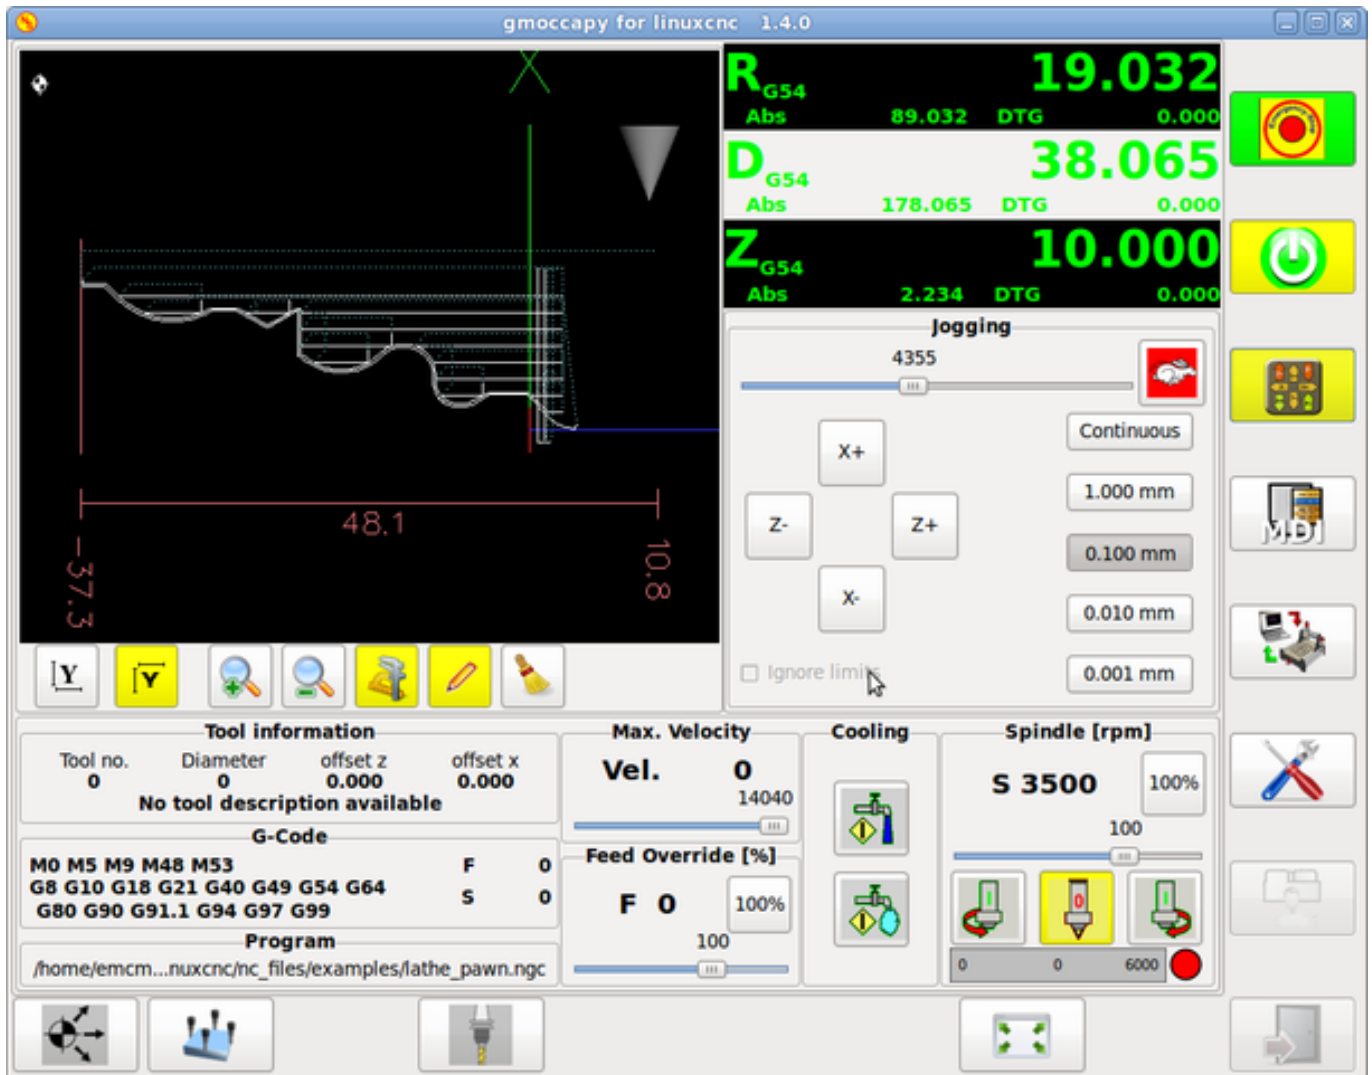 gmoccapy for linuxcnc 1.4.0
X
48.1
-37.3
10.8
R G54 19.032
Abs 89.032 DTG 0.000
D G54 38.065
Abs 178.065 DTG 0.000
Z G54 10.000
Abs 2.234 DTG 0.000
Jogging
4355
X+
Z-
Z+
X-
Continuous
1.000 mm
0.100 mm
0.010 mm
0.001 mm
Ignore limits
Emergency Stop
MDI
Y
Y
Tool information
Tool no. Diameter offset z offset x
0 0 0.000 0.000
No tool description available
G-Code
M0 M5 M9 M48 M53 F 0
G8 G10 G18 G21 G40 G49 G54 G64 S 0
G80 G90 G91.1 G94 G97 G99
Program
/home/emcm...nuxcnc/nc_files/examples/lathe_pawn.ngc
Max. Velocity
Vel. 0
14040
Feed Override [%]
F 0 100%
100
Cooling
I
I
Spindle [rpm]
S 3500 100%
100
I
0
I
0 0 6000